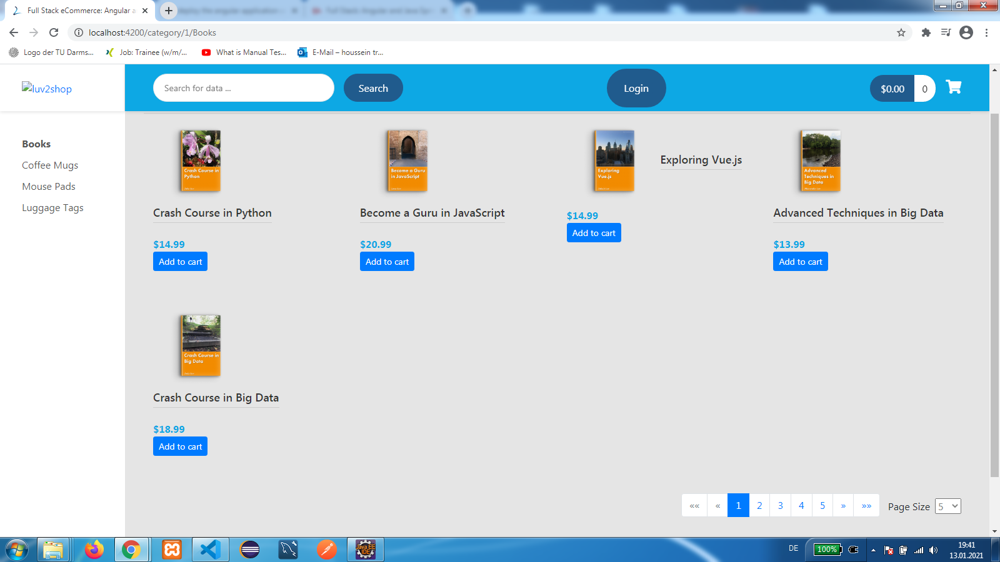 Full Stack eCommerce: Angular a
localhost:4200/category/1/Books
Logo der TU Darms...
Job: Trainee (w/m/...
What is Manual Tes...
E-Mail – houssein tr...
luv2shop
Search for data ...
Search
Login
$0.00
0
Books
Coffee Mugs
Mouse Pads
Luggage Tags
Crash Course in
Python
Crash Course in Python
$14.99
Add to cart
Become a Guru
in JavaScript
Become a Guru in JavaScript
$20.99
Add to cart
Exploring
Vue.js
Exploring Vue.js
$14.99
Add to cart
Advanced
Techniques in
Big Data
Advanced Techniques in Big Data
$13.99
Add to cart
Crash Course in
Big Data
Crash Course in Big Data
$18.99
Add to cart
«« « 1 2 3 4 5 » »» Page Size 5
Java EE
IDE
DE
100%
19:41
13.01.2021